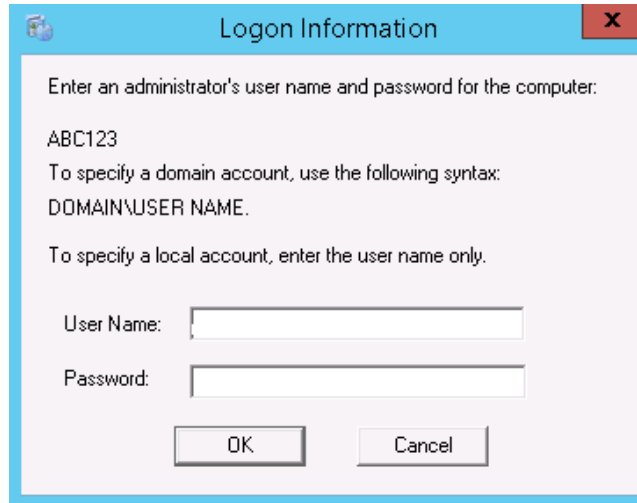 Logon Information
x
Enter an administrator's user name and password for the computer:
ABC123
To specify a domain account, use the following syntax:
DOMAIN\USER NAME.
To specify a local account, enter the user name only.
User Name:
Password:
OK Cancel